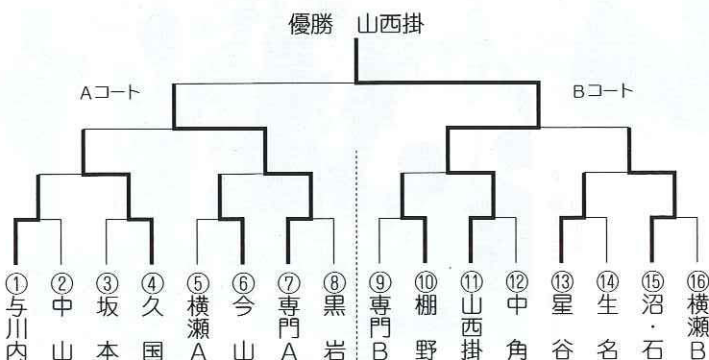 優勝 山西掛
Aコート
Bコート
①与川内
②中山
③坂本
④久国
⑤横瀬A
⑥今山
⑦専門A
⑧黒岩
⑨専門B
⑩棚野
⑪山西掛
⑫中角
⑬星谷
⑭生名
⑮沼・石
⑯横瀬B